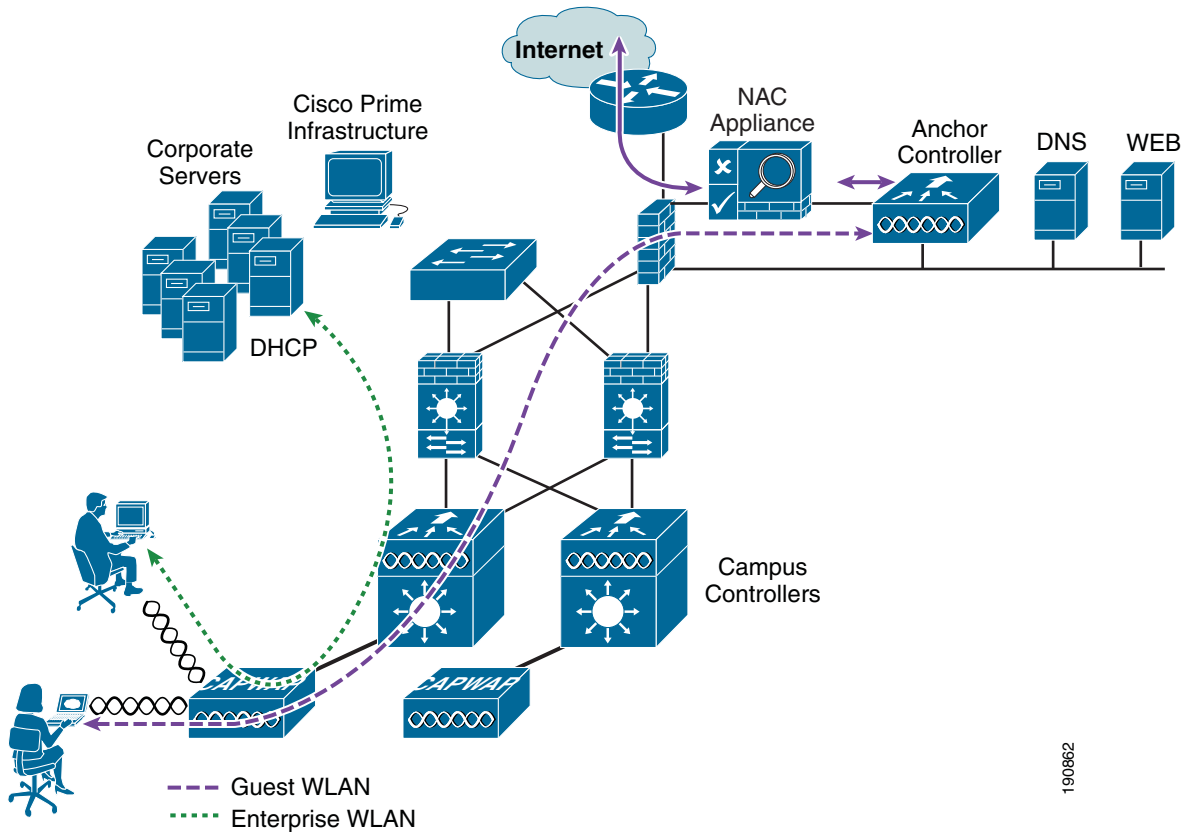 Internet
NAC
Appliance
Anchor
Controller
DNS
WEB
Cisco Prime
Infrastructure
Corporate
Servers
DHCP
Campus
Controllers
CAPWAP
CAPWAP
Guest WLAN
Enterprise WLAN
190862